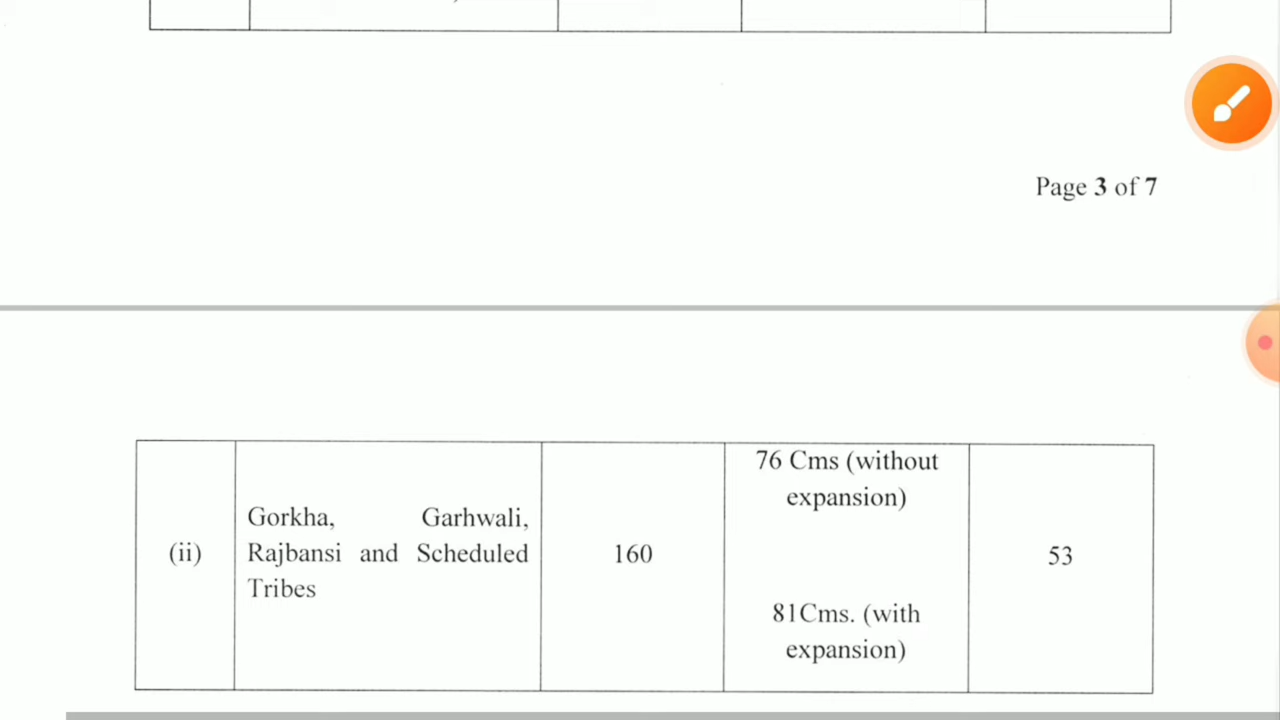 Page 3 of 7
76 Cms (without
expansion)
Gorkha, Garhwali,
(ii) Rajbansi and Scheduled 160 53
Tribes
81Cms. (with
expansion)